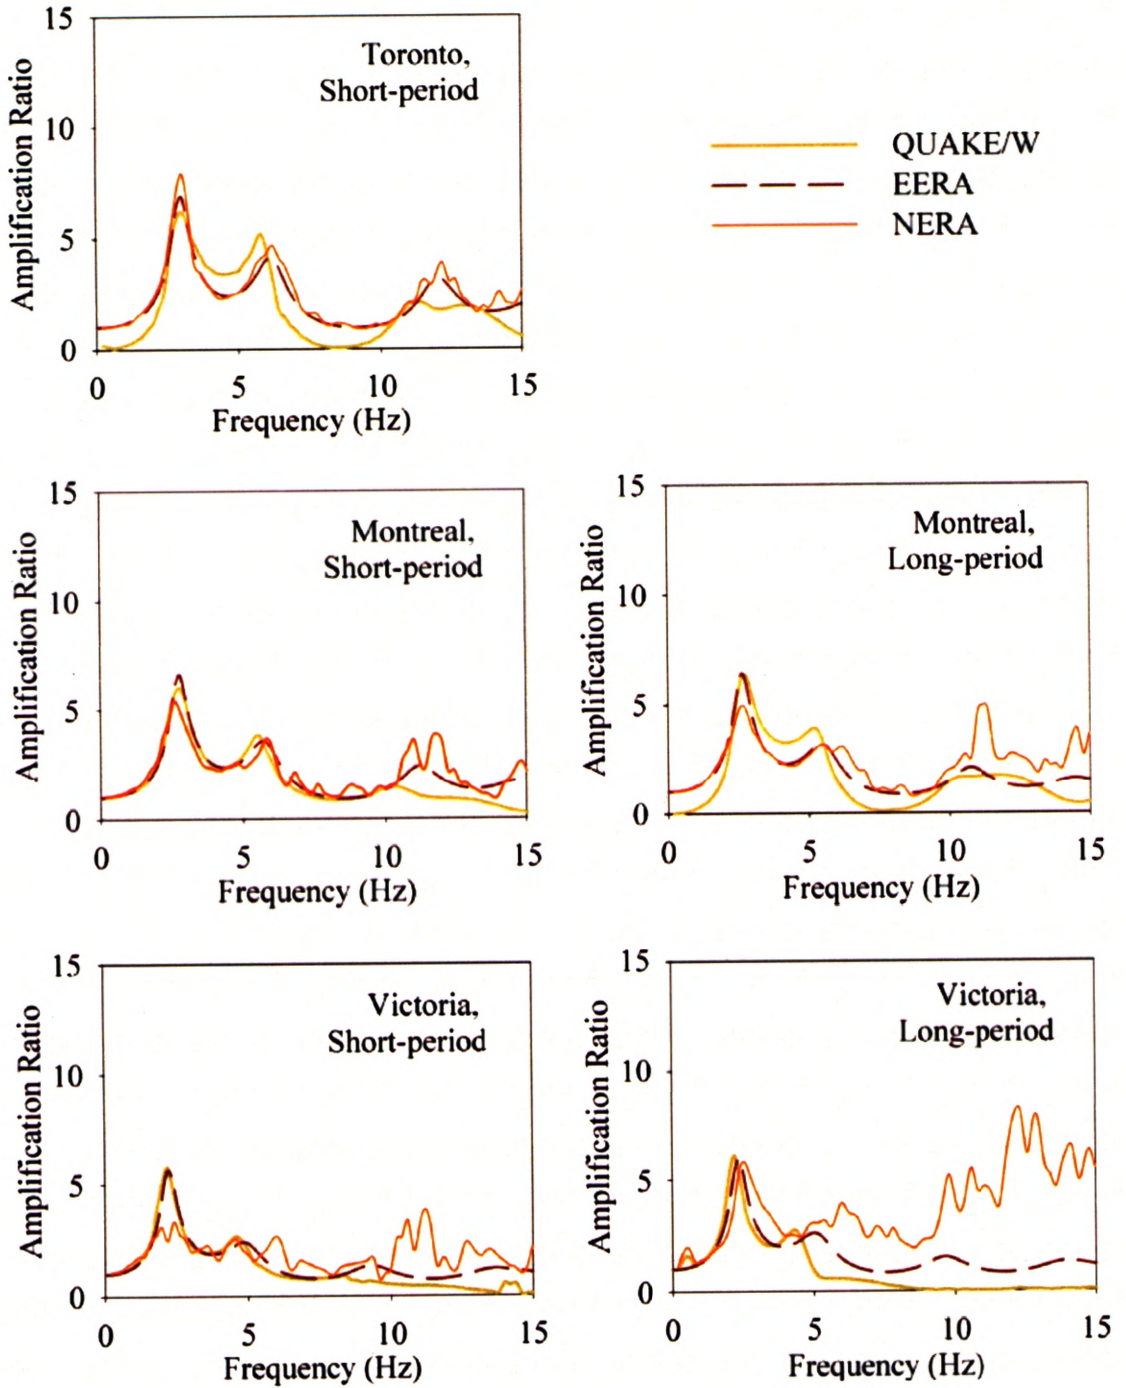 15
10
5
0
Amplification Ratio
Toronto,
Short-period
0 5 10 15
Frequency (Hz)
QUAKE/W
EERA
NERA
15
10
5
0
Amplification Ratio
Montreal,
Short-period
0 5 10 15
Frequency (Hz)
15
10
5
0
Amplification Ratio
Montreal,
Long-period
0 5 10 15
Frequency (Hz)
15
10
5
0
Amplification Ratio
Victoria,
Short-period
0 5 10 15
Frequency (Hz)
15
10
5
0
Amplification Ratio
Victoria,
Long-period
0 5 10 15
Frequency (Hz)